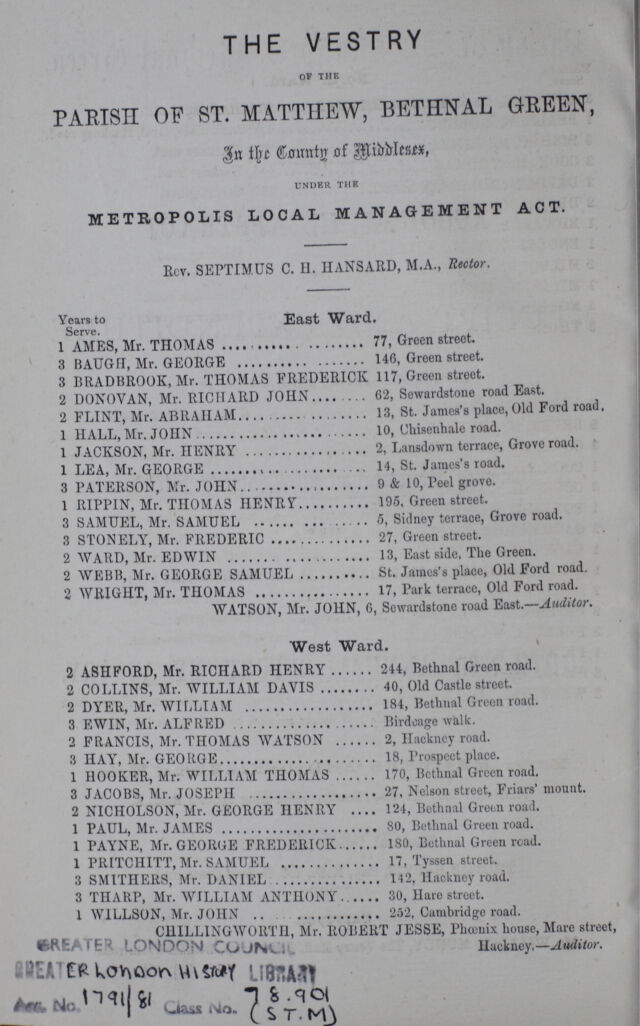 THE VESTRY
OF THE
PARISH OF ST. MATTHEW, BETHNAL GREEN,
In the County of Middlesex,
UNDER THE
METROPOLIS LOCAL MANAGEMENT ACT.
Rev. SEPTIMUS C. H. HANSARD, M.A., Rector.
Years to Serve.
East Ward.
1 AMES, Mr. THOMAS .................. 77, Green street.
3 BAUGH, Mr. GEORGE .................. 146, Green street.
3 BRADBROOK, Mr. THOMAS FREDERICK 117, Green street.
2 DONOVAN, Mr. RICHARD JOHN....... 62, Sewardstone road East.
2 FLINT, Mr. ABRAHAM.................. 13, St. James's place, Old Ford road.
1 HALL, Mr. JOHN........................ 10, Chisenhale road.
1 JACKSON, Mr. HENRY .................. 2, Lansdown terrace, Grove road.
1 LEA, Mr. GEORGE ..................... 14, St. James's road.
3 PATERSON, Mr. JOHN.................. 9 & 10, Peel grove.
1 RIPPIN, Mr. THOMAS HENRY.......... 195, Green street.
3 SAMUEL, Mr. SAMUEL .................. 5, Sidney terrace, Grove road.
3 STONELY, Mr. FREDERIC ............... 27, Green street.
2 WARD, Mr. EDWIN ..................... 13, East side, The Green.
2 WEBB, Mr. GEORGE SAMUEL .......... St. James's place, Old Ford road.
2 WRIGHT, Mr. THOMAS .................. 17, Park terrace, Old Ford road.
WATSON, Mr. JOHN, 6, Sewardstone road East.—Auditor.
West Ward.
2 ASHFORD, Mr. RICHARD HENRY ...... 244, Bethnal Green road.
2 COLLINS, Mr. WILLIAM DAVIS ........ 40, Old Castle street.
2 DYER, Mr. WILLIAM .................. 184, Bethnal Green road.
3 EWIN, Mr. ALFRED .................... Birdcage walk.
2 FRANCIS, Mr. THOMAS WATSON ...... 2, Hackney road.
3 HAY, Mr. GEORGE...................... 18, Prospect place.
1 HOOKER, Mr. WILLIAM THOMAS ...... 170, Bethnal Green road.
3 JACOBS, Mr. JOSEPH .................. 27, Nelson street, Friars' mount.
2 NICHOLSON, Mr. GEORGE HENRY .... 124, Bethnal Green road.
1 PAUL, Mr. JAMES ...................... 80, Bethnal Green road.
1 PAYNE, Mr. GEORGE FREDERICK...... 180, Bethnal Green road.
1 PRITCHITT, Mr. SAMUEL .............. 17, Tyssen street.
3 SMITHERS, Mr. DANIEL ............... 142, Hackney road.
3 THARP, Mr. WILLIAM ANTHONY...... 30, Hare street.
1 WILLSON, Mr. JOHN .................. 252, Cambridge road.
CHILLINGWORTH, Mr. ROBERT JESSE, Phœnix house, Mare street,
Hackney.—Auditor.
GREATER LONDON COUNCIL
GREATER LONDON HISTORY LIBRARY
Acc. No. 1791/81 Class No. 78.901
(ST.M)